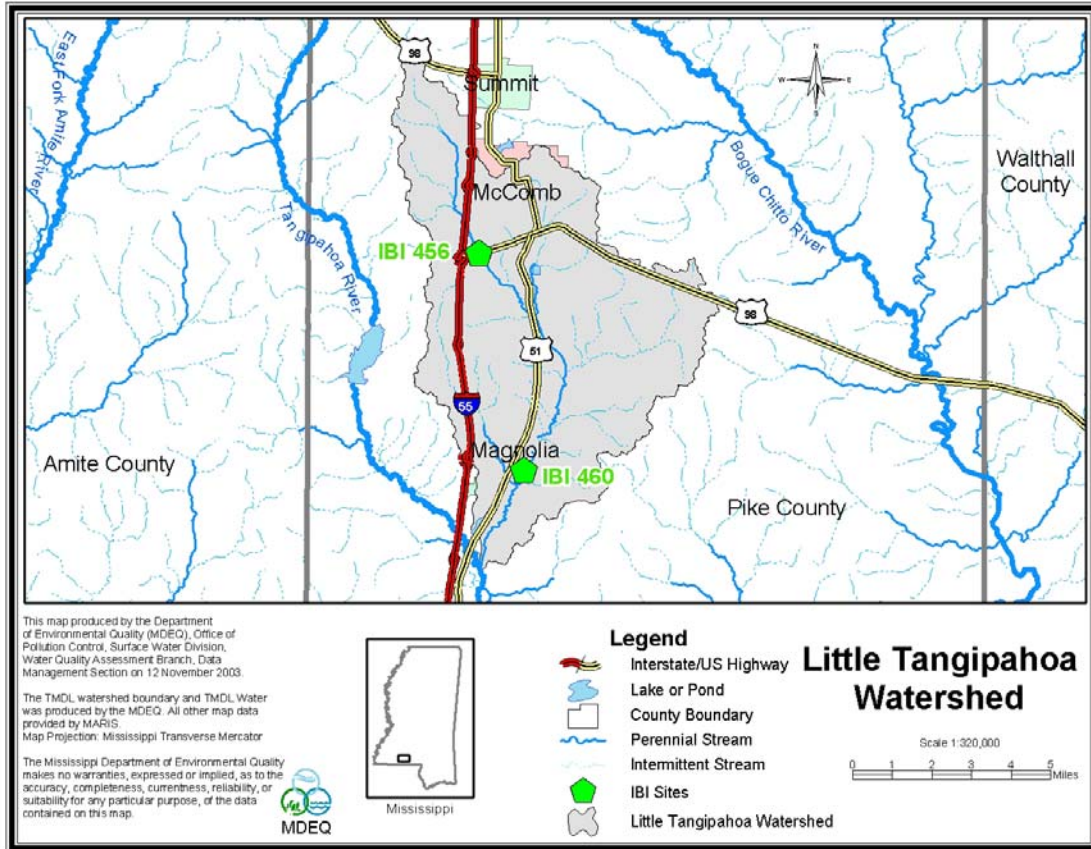 98
N
W E
S
Summit
East Fork Amite River
Bogue Chitto River
Walthall
County
McComb
Tangipahoa River
IBI 456
98
51
55
Magnolia
IBI 460
Amite County
Pike County
This map produced by the Department
of Environmental Quality (MDEQ), Office of
Pollution Control, Surface Water Division,
Water Quality Assessment Branch, Data
Management Section on 12 November 2003.
The TMDL watershed boundary and TMDL Water
was produced by the MDEQ. All other map data
provided by MARIS.
Map Projection: Mississippi Transverse Mercator
The Mississippi Department of Environmental Quality
makes no warranties, expressed or implied, as to the
accuracy, completeness, currentness, reliability, or
suitability for any particular purpose, of the data
contained on this map.
MDEQ
Mississippi
Legend
Interstate/US Highway
Lake or Pond
County Boundary
Perennial Stream
Intermittent Stream
IBI Sites
Little Tangipahoa Watershed
Little Tangipahoa
Watershed
Scale 1:320,000
0 1 2 3 4 5
Miles